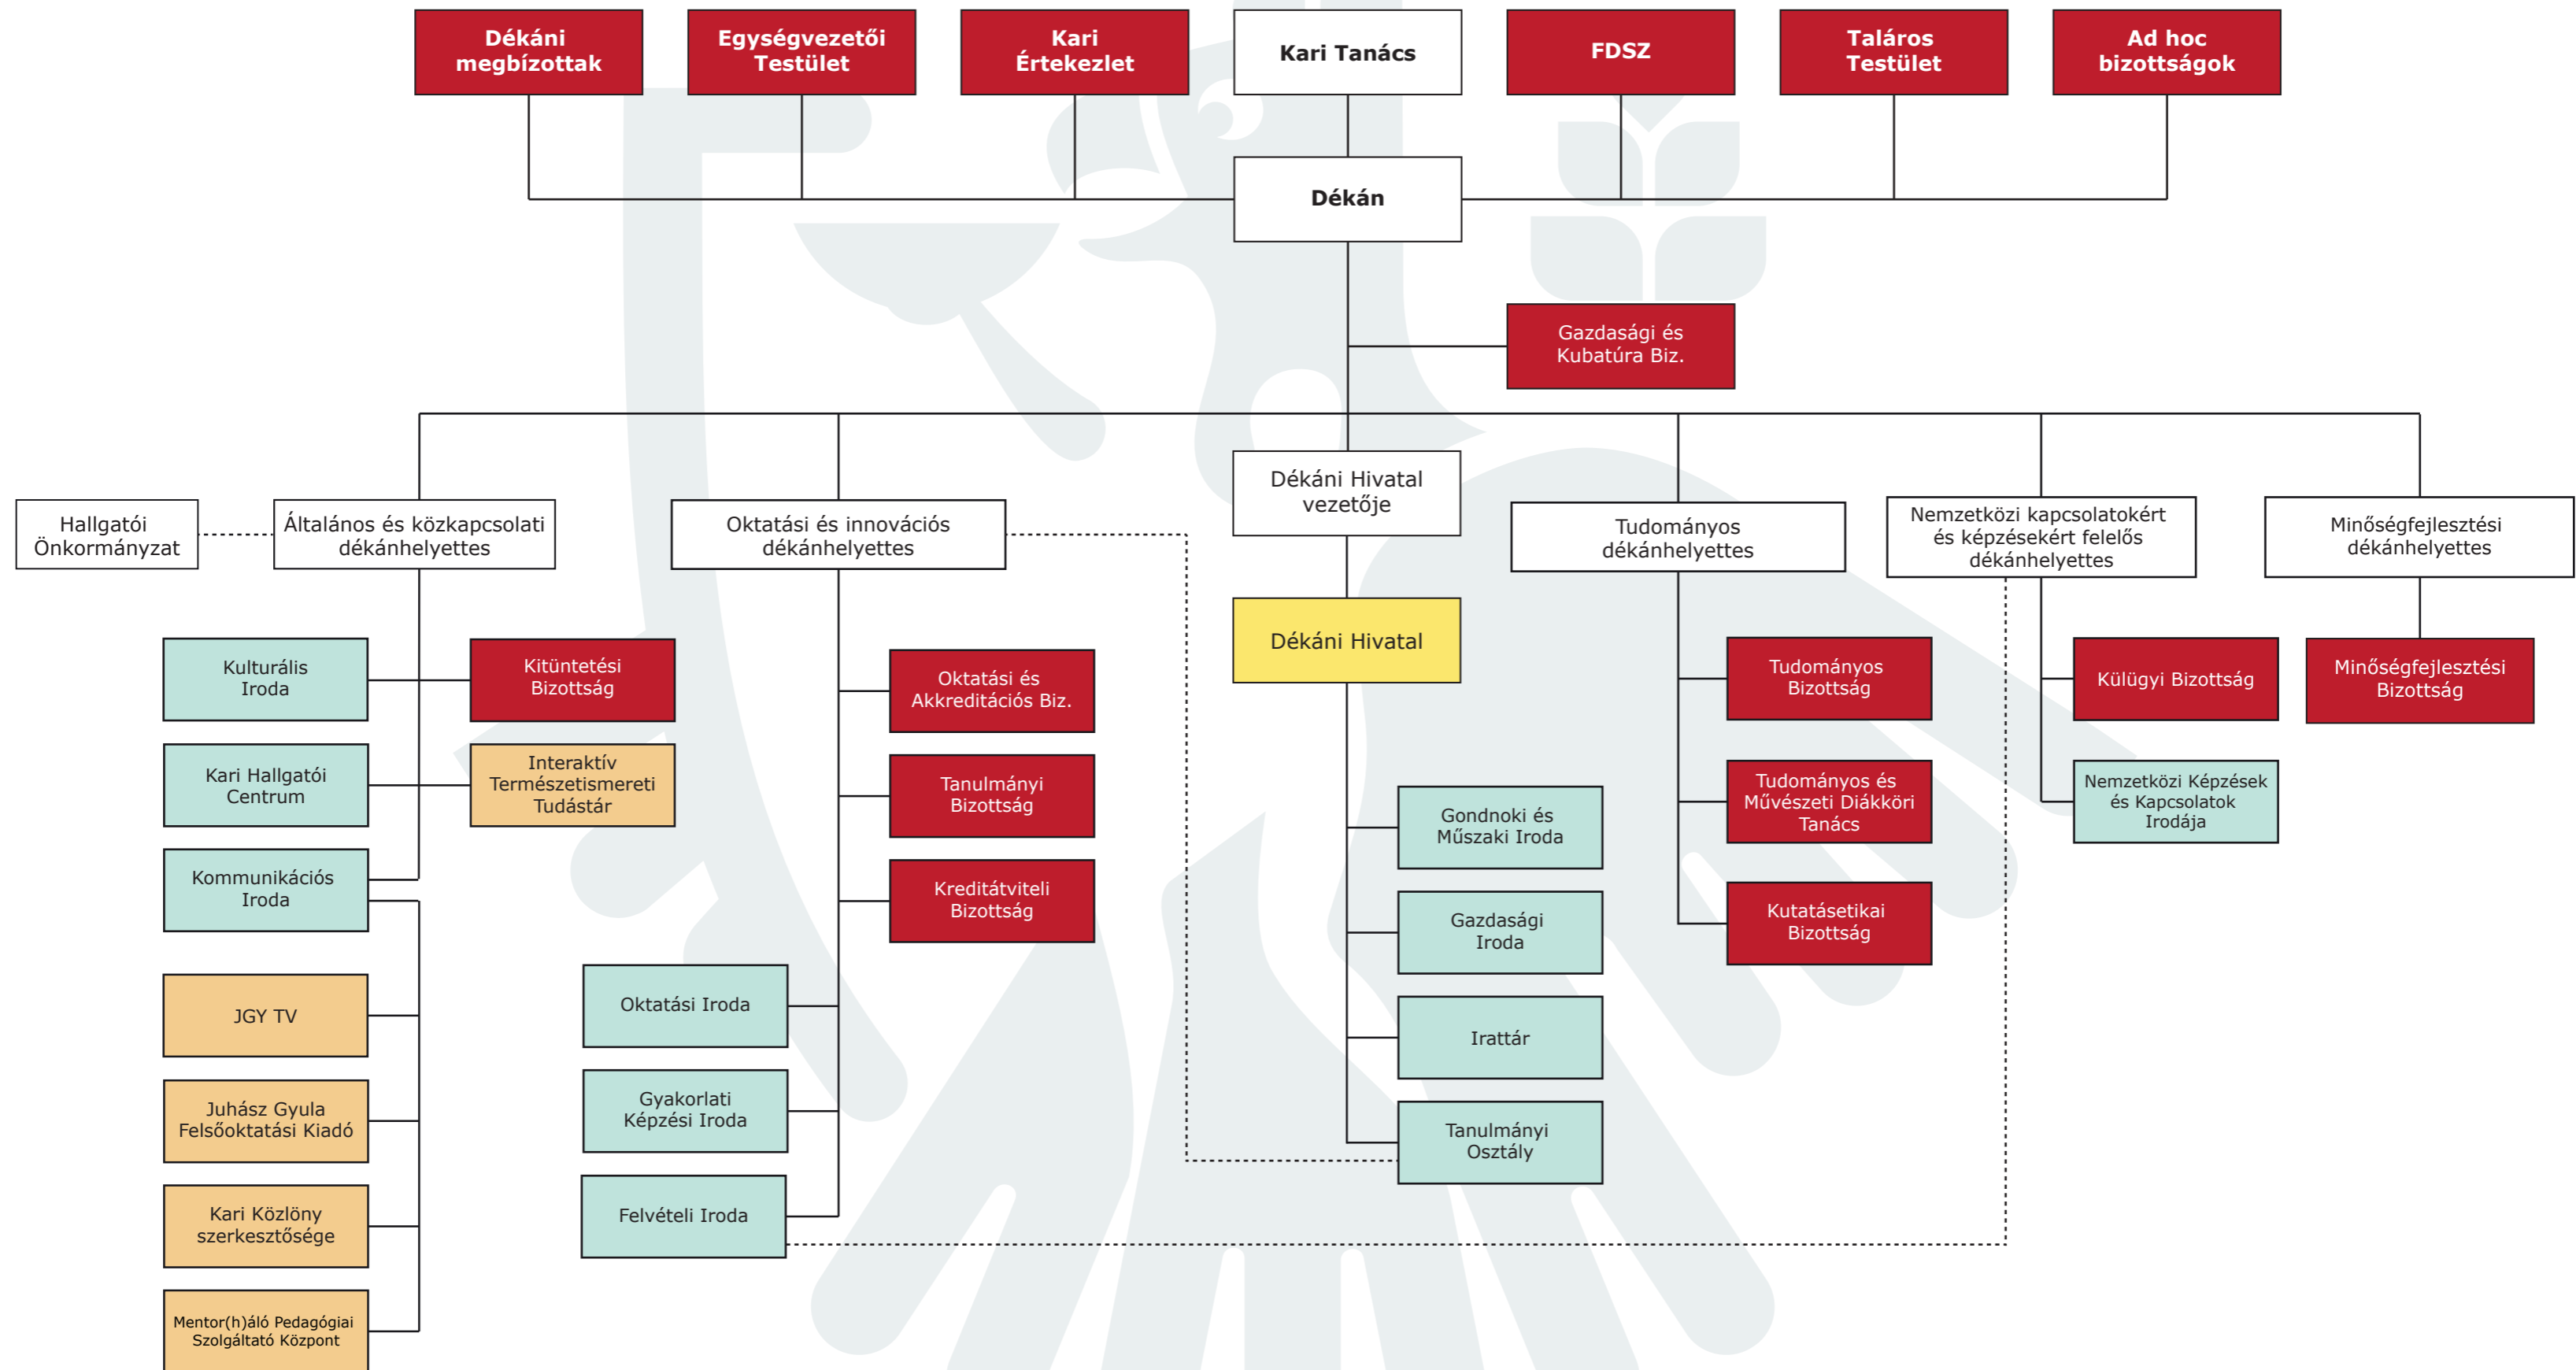 Dékáni
megbízottak
Egységvezetői
Testület
Kari
Értekezlet
Kari Tanács
FDSZ
Taláros
Testület
Ad hoc
bizottságok
Dékán
Gazdasági és
Kubatúra Biz.
Hallgatói
Önkormányzat
Általános és közkapcsolati
dékánhelyettes
Oktatási és innovációs
dékánhelyettes
Dékáni Hivatal
vezetője
Tudományos
dékánhelyettes
Nemzetközi kapcsolatokért
és képzésekért felelős
dékánhelyettes
Minőségfejlesztési
dékánhelyettes
Dékáni Hivatal
Kulturális
Iroda
Kitüntetési
Bizottság
Kari Hallgatói
Centrum
Interaktív
Természetismereti
Tudástár
Kommunikációs
Iroda
JGY TV
Juhász Gyula
Felsőoktatási Kiadó
Kari Közlöny
szerkesztősége
Mentor(h)áló Pedagógiai
Szolgáltató Központ
Oktatási és
Akkreditációs Biz.
Tanulmányi
Bizottság
Kreditátviteli
Bizottság
Oktatási Iroda
Gyakorlati
Képzési Iroda
Felvételi Iroda
Gondnoki és
Műszaki Iroda
Gazdasági
Iroda
Irattár
Tanulmányi
Osztály
Tudományos
Bizottság
Tudományos és
Művészeti Diákköri
Tanács
Kutatásetikai
Bizottság
Külügyi Bizottság
Nemzetközi Képzések
és Kapcsolatok
Irodája
Minőségfejlesztési
Bizottság